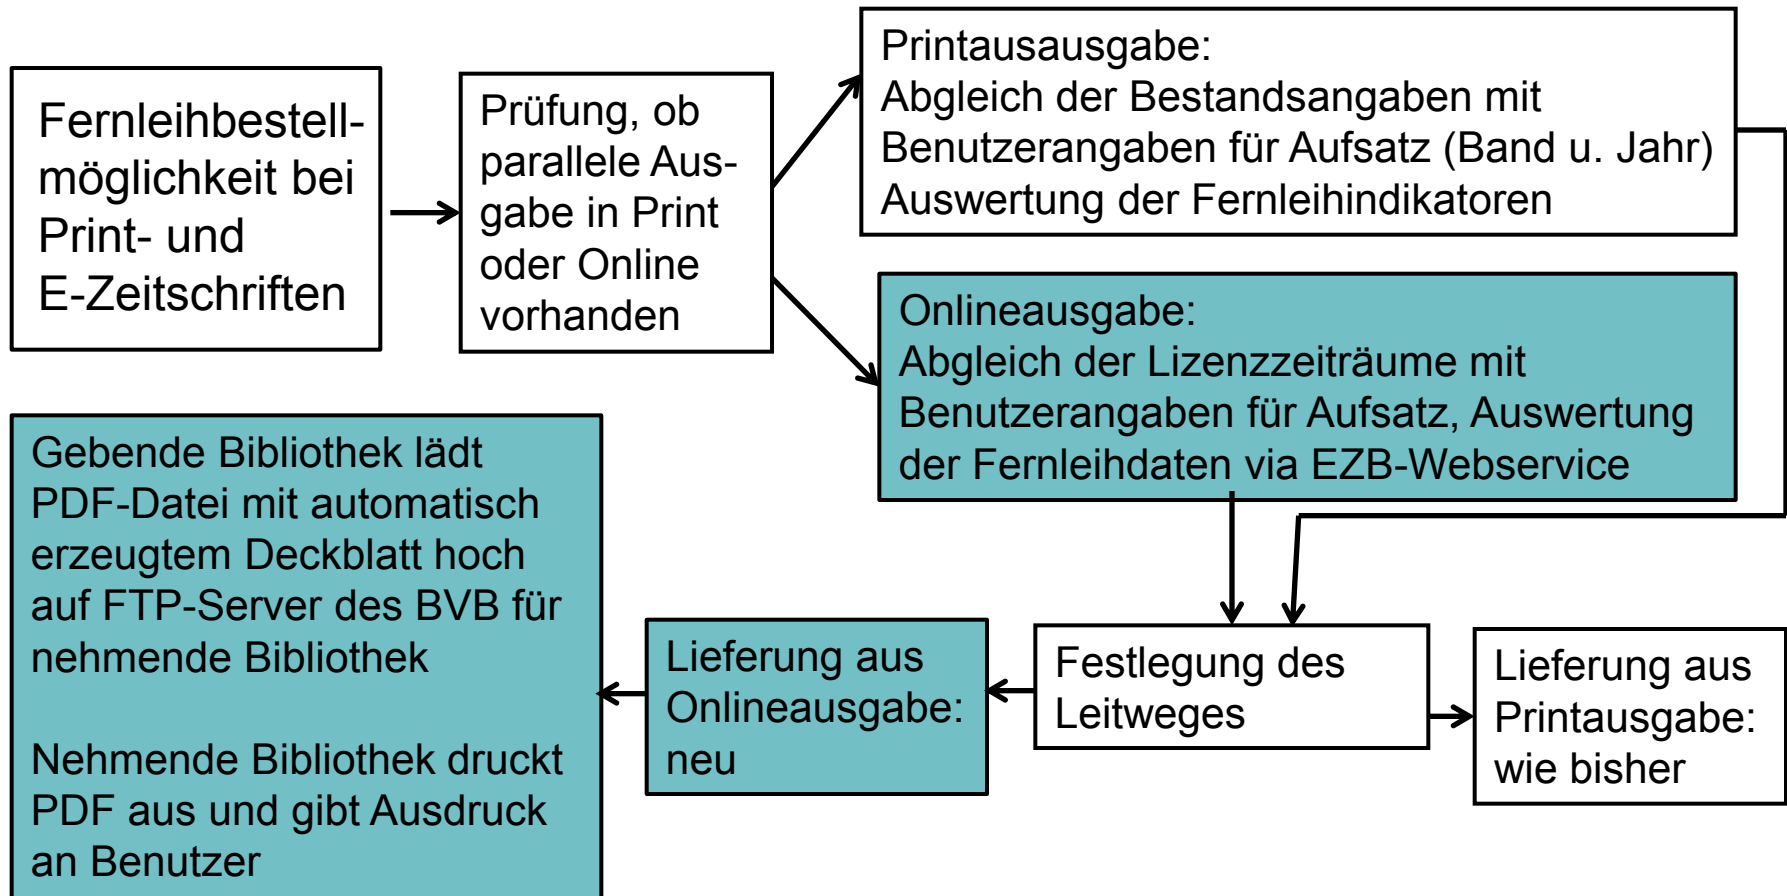 Fernleihbestell-
möglichkeit bei
Print- und
E-Zeitschriften
Prüfung, ob
parallele Aus-
gabe in Print
oder Online
vorhanden
Printausausgabe:
Abgleich der Bestandsangaben mit
Benutzerangaben für Aufsatz (Band u. Jahr)
Auswertung der Fernleihindikatoren
Onlineausgabe:
Abgleich der Lizenzzeiträume mit
Benutzerangaben für Aufsatz, Auswertung
der Fernleihdaten via EZB-Webservice
Festlegung des
Leitweges
Lieferung aus
Printausgabe:
wie bisher
Lieferung aus
Onlineausgabe:
neu
Gebende Bibliothek lädt
PDF-Datei mit automatisch
erzeugtem Deckblatt hoch
auf FTP-Server des BVB für
nehmende Bibliothek
Nehmende Bibliothek druckt
PDF aus und gibt Ausdruck
an Benutzer